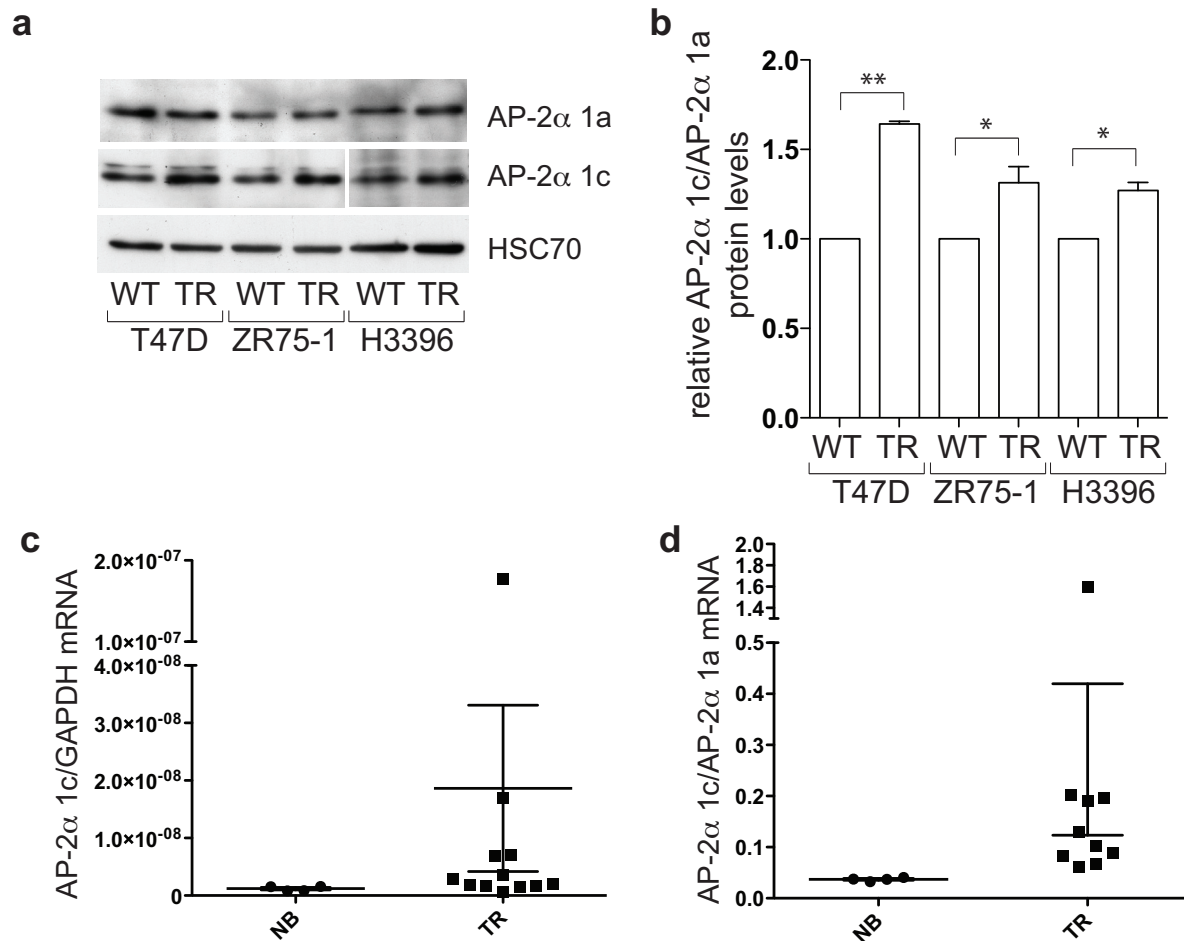 a
AP-2α 1a
AP-2α 1c
HSC70
WT TR WT TR WT TR
T47D ZR75-1 H3396
b
relative AP-2α 1c/AP-2α 1a
protein levels
2.0
1.5
1.0
0.5
0.0
** * *
WT TR WT TR WT TR
T47D ZR75-1 H3396
c
AP-2α 1c/GAPDH mRNA
2.0×10⁻⁰⁷
1.0×10⁻⁰⁷
4.0×10⁻⁰⁸
3.0×10⁻⁰⁸
2.0×10⁻⁰⁸
1.0×10⁻⁰⁸
0
NB TR
d
AP-2α 1c/AP-2α 1a mRNA
2.0
1.8
1.6
1.4
0.5
0.4
0.3
0.2
0.1
0.0
NB TR